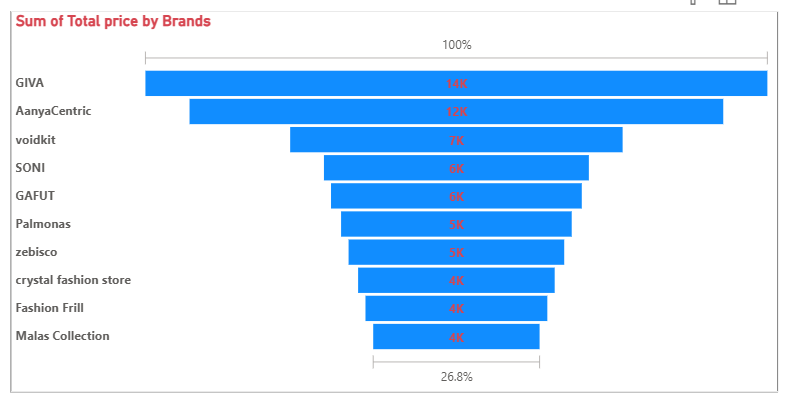 Sum of Total price by Brands
100%
GIVA 14K
AanyaCentric 12K
voidkit 7K
SONI 6K
GAFUT 6K
Palmonas 5K
zebisco 5K
crystal fashion store 4K
Fashion Frill 4K
Malas Collection 4K
26.8%